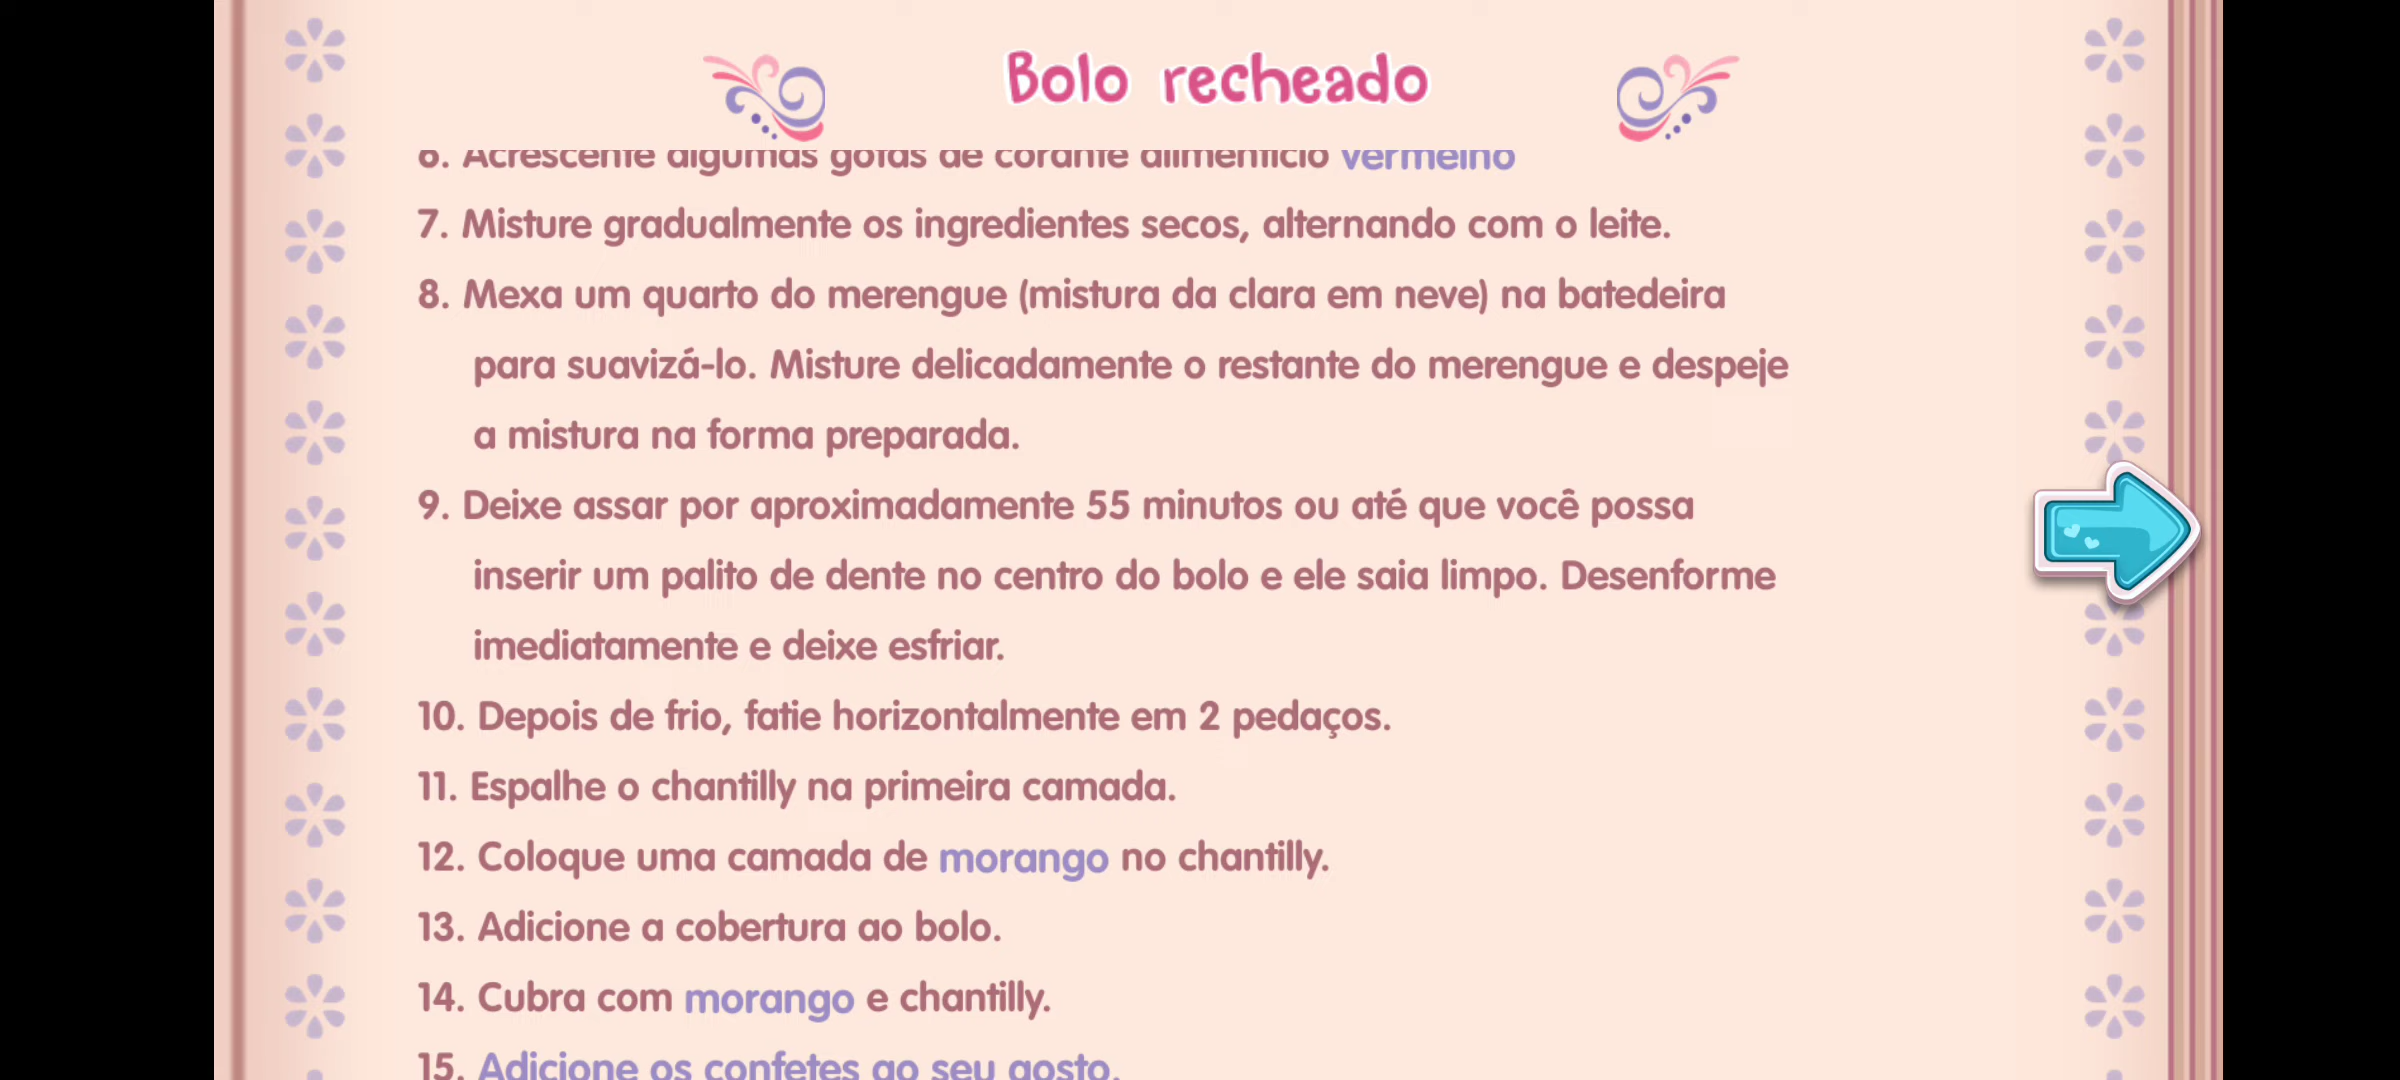 Bolo recheado
6. Acrescente algumas gotas de corante alimentício vermelho
7. Misture gradualmente os ingredientes secos, alternando com o leite.
8. Mexa um quarto do merengue (mistura da clara em neve) na batedeira
para suavizá-lo. Misture delicadamente o restante do merengue e despeje
a mistura na forma preparada.
9. Deixe assar por aproximadamente 55 minutos ou até que você possa
inserir um palito de dente no centro do bolo e ele saia limpo. Desenforme
imediatamente e deixe esfriar.
10. Depois de frio, fatie horizontalmente em 2 pedaços.
11. Espalhe o chantilly na primeira camada.
12. Coloque uma camada de morango no chantilly.
13. Adicione a cobertura ao bolo.
14. Cubra com morango e chantilly.
15. Adicione os confetes ao seu gosto.